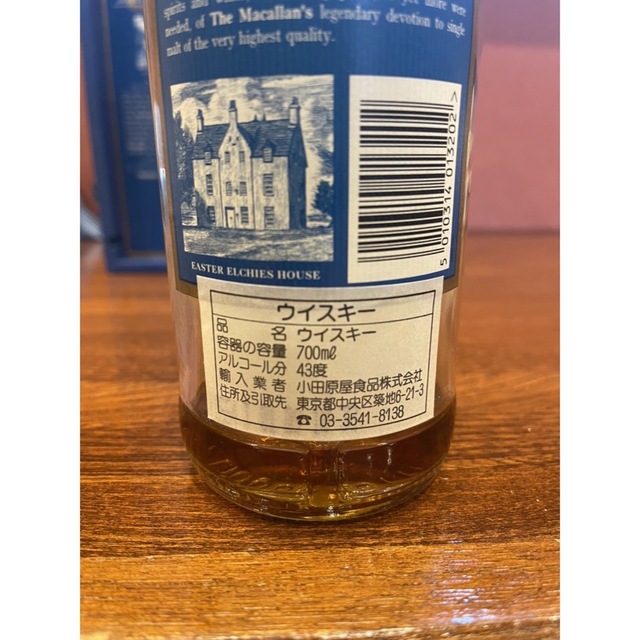 spirits and
more were
needed, of The Macallan's legendary devotion to single
malt of the very highest quality.
EASTER ELCHIES HOUSE
5 010314 013202 >
ウイスキー
品 名 ウイスキー
容器の容量 700mℓ
アルコール分 43度
輸入業者 小田原屋食品株式会社
住所及引取先 東京都中央区築地6-21-3
☎ 03-3541-8138